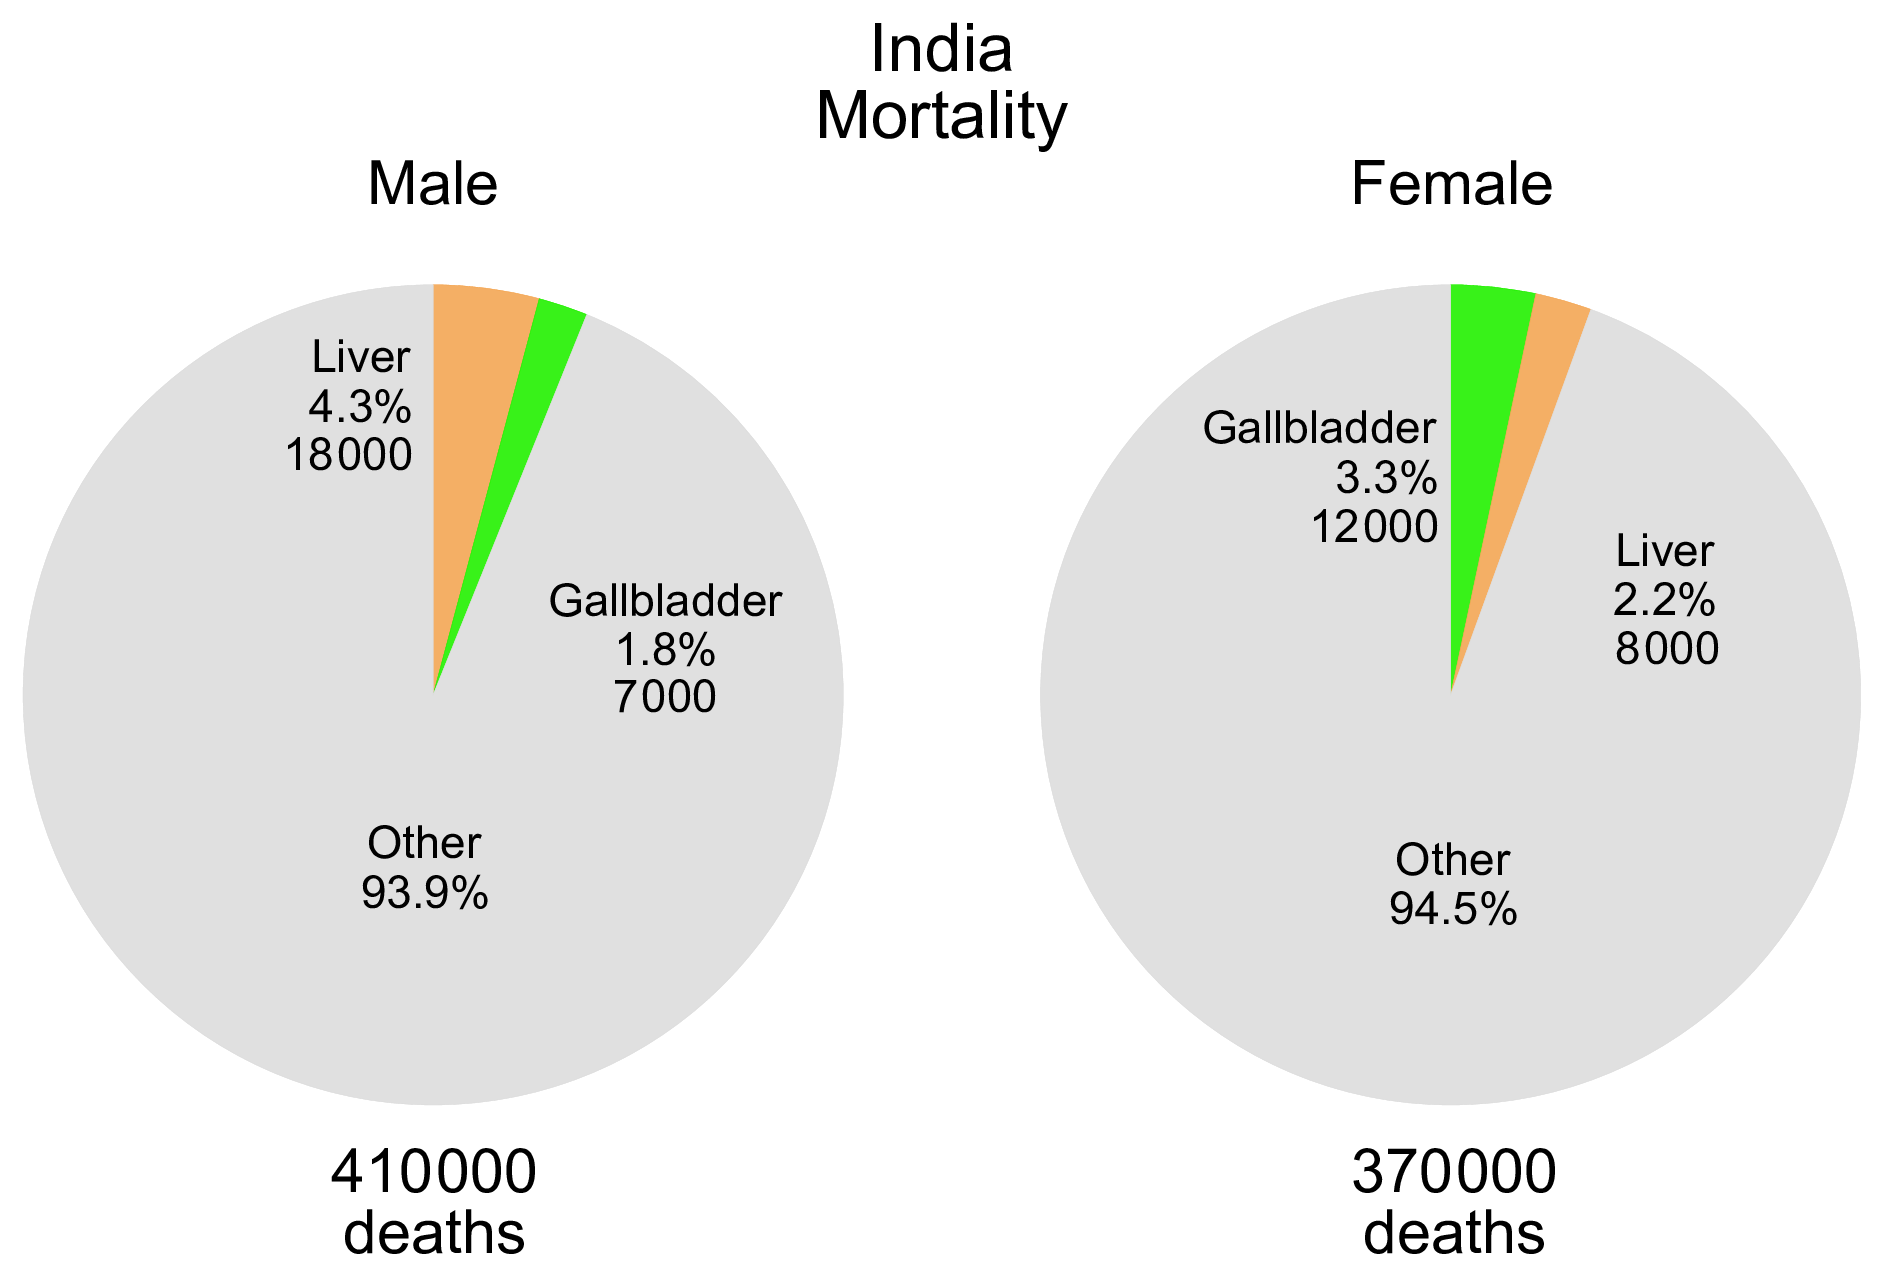 India
Mortality
Male
Liver
4.3%
18000
Gallbladder
1.8%
7000
Other
93.9%
410000
deaths
Female
Gallbladder
3.3%
12000
Liver
2.2%
8000
Other
94.5%
370000
deaths